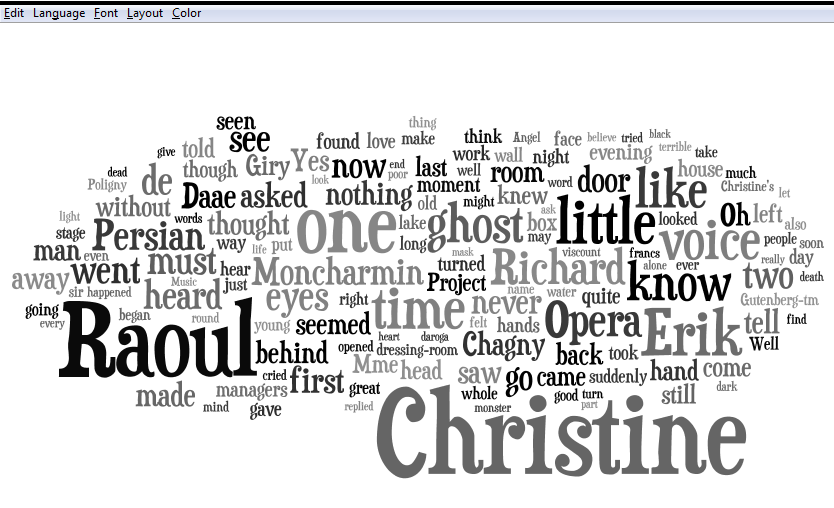 Edit Language Font Layout Color
thing
seen
see found love make think Angel face believe tried black
give told work wall night evening terrible take
though Giry Yes now end last well room house much
dead look poor
Poligny de Daae asked nothing moment word door like Christine's let
without old might knew
light words thought one lake ghost ask box little looked Oh left also
stage Persian way life put long may voice people soon
man even mask viscount francs really day
away went must hear Moncharmin turned Richard alone ever two death
sir happened Music just Project name know
going heard eyes right time never water quite Gutenberg-tm
every began round young seemed felt hands Opera Erik tell find
Raoul heart daroga Well
behind opened dressing-room Chagny back took
cried first Mme head saw go came suddenly hand come
made managers great whole good turn still dark
mind gave replied monster part
Christine